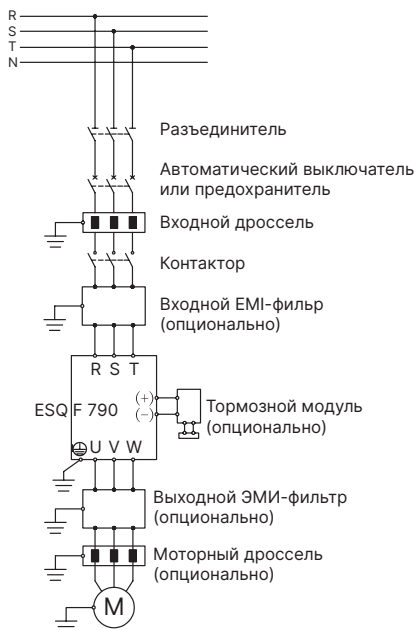 R
S
T
N
Разъединитель
Автоматический выключатель
или предохранитель
Входной дроссель
Контактор
Входной EMI-фильр
(опционально)
R S T
ESQ F 790
(+)
(−)
Тормозной модуль
(опционально)
U V W
Выходной ЭМИ-фильтр
(опционально)
Моторный дроссель
(опционально)
M